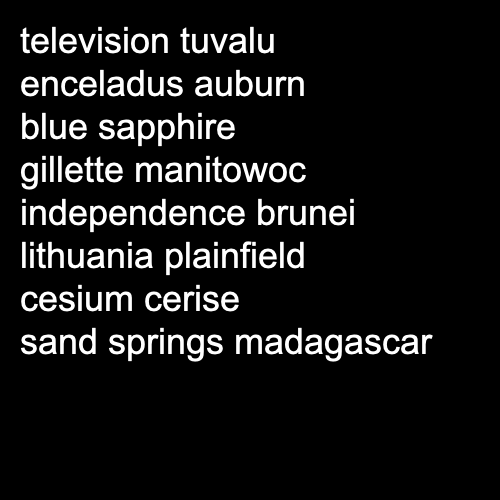 television tuvalu
enceladus auburn
blue sapphire
gillette manitowoc
independence brunei
lithuania plainfield
cesium cerise
sand springs madagascar